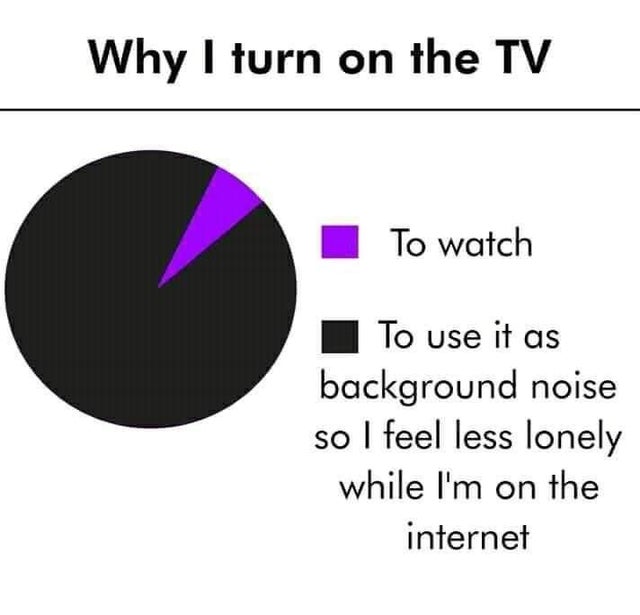 Why I turn on the TV
To watch
To use it as
background noise
so I feel less lonely
while I'm on the
internet